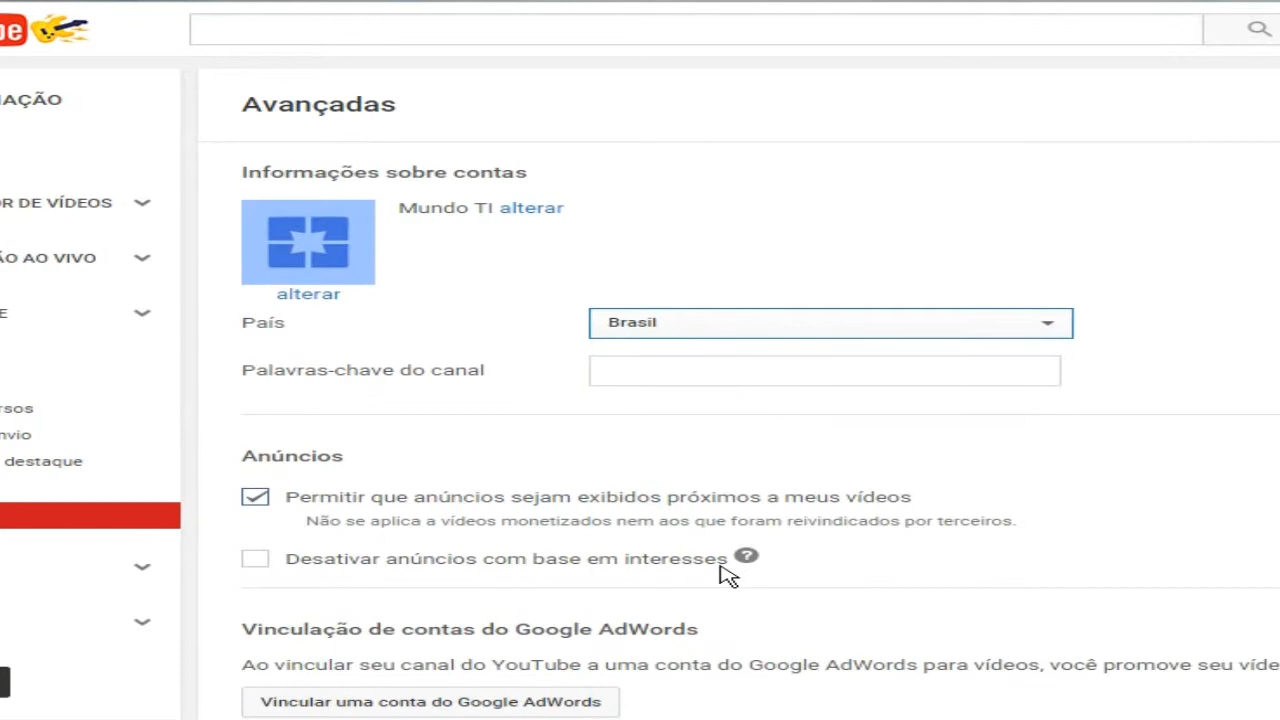 be
AÇÃO
Avançadas
Informações sobre contas
R DE VÍDEOS
Mundo TI alterar
ÃO AO VIVO
alterar
E
País
Brasil
Palavras-chave do canal
rsos
nvio
destaque
Anúncios
Permitir que anúncios sejam exibidos próximos a meus vídeos
Não se aplica a vídeos monetizados nem aos que foram reivindicados por terceiros.
Desativar anúncios com base em interesses ?
Vinculação de contas do Google AdWords
Ao vincular seu canal do YouTube a uma conta do Google AdWords para vídeos, você promove seu víde
Vincular uma conta do Google AdWords